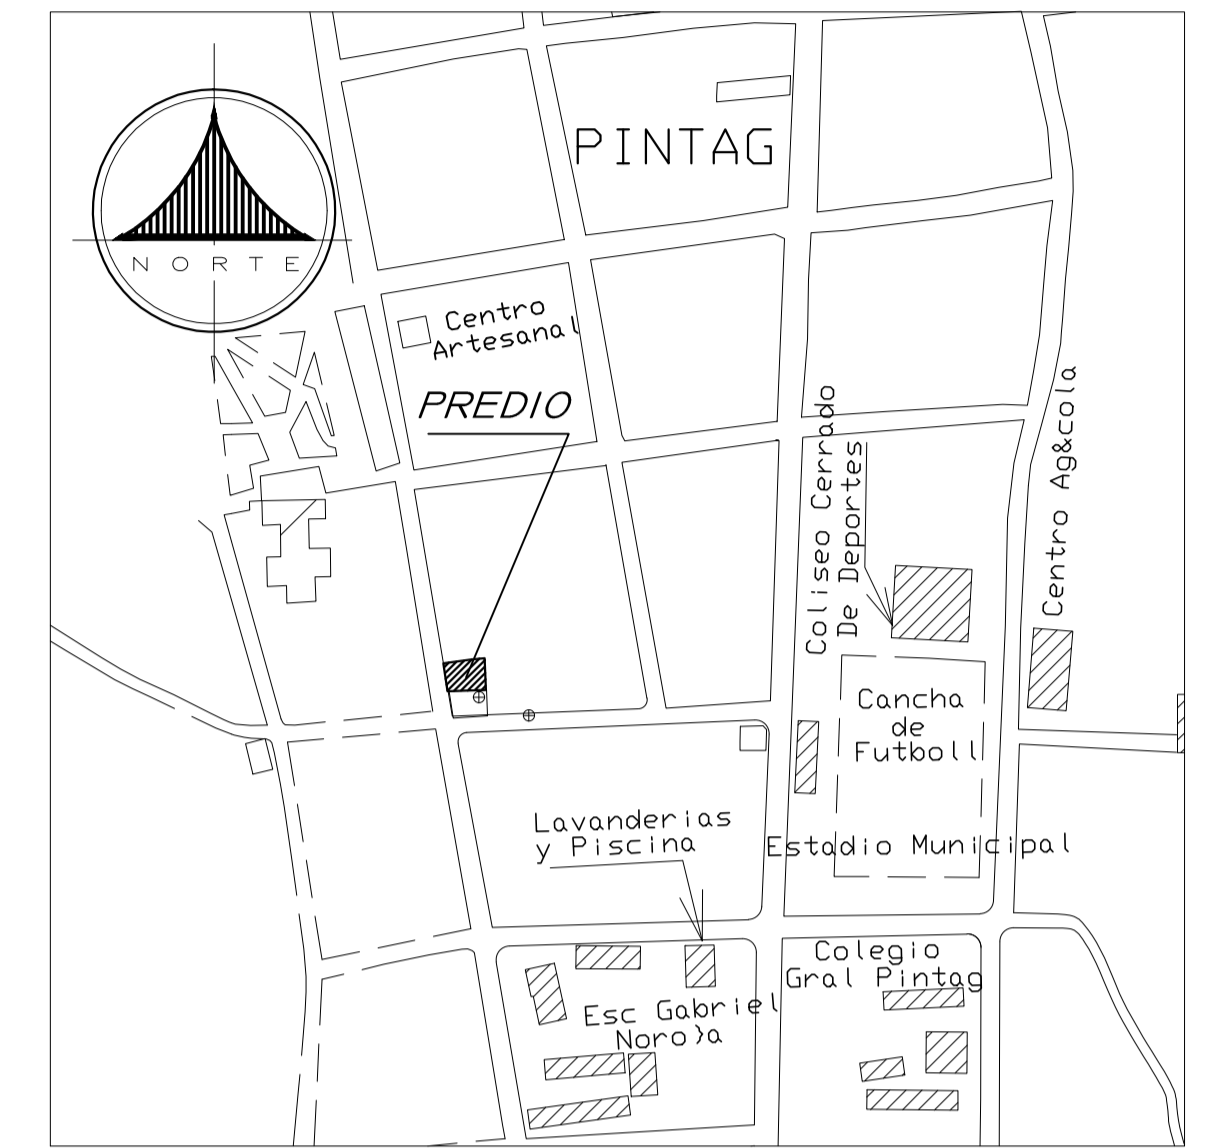 PINTAG
NORTE
Centro
Artesanal
PREDIO
Coliseo Cerrado
De Deportes
Centro Ag&cola
Cancha
de
Futboll
Lavanderias
y Piscina
Estadio Municipal
Colegio
Gral Pintag
Esc Gabriel
Noro}a